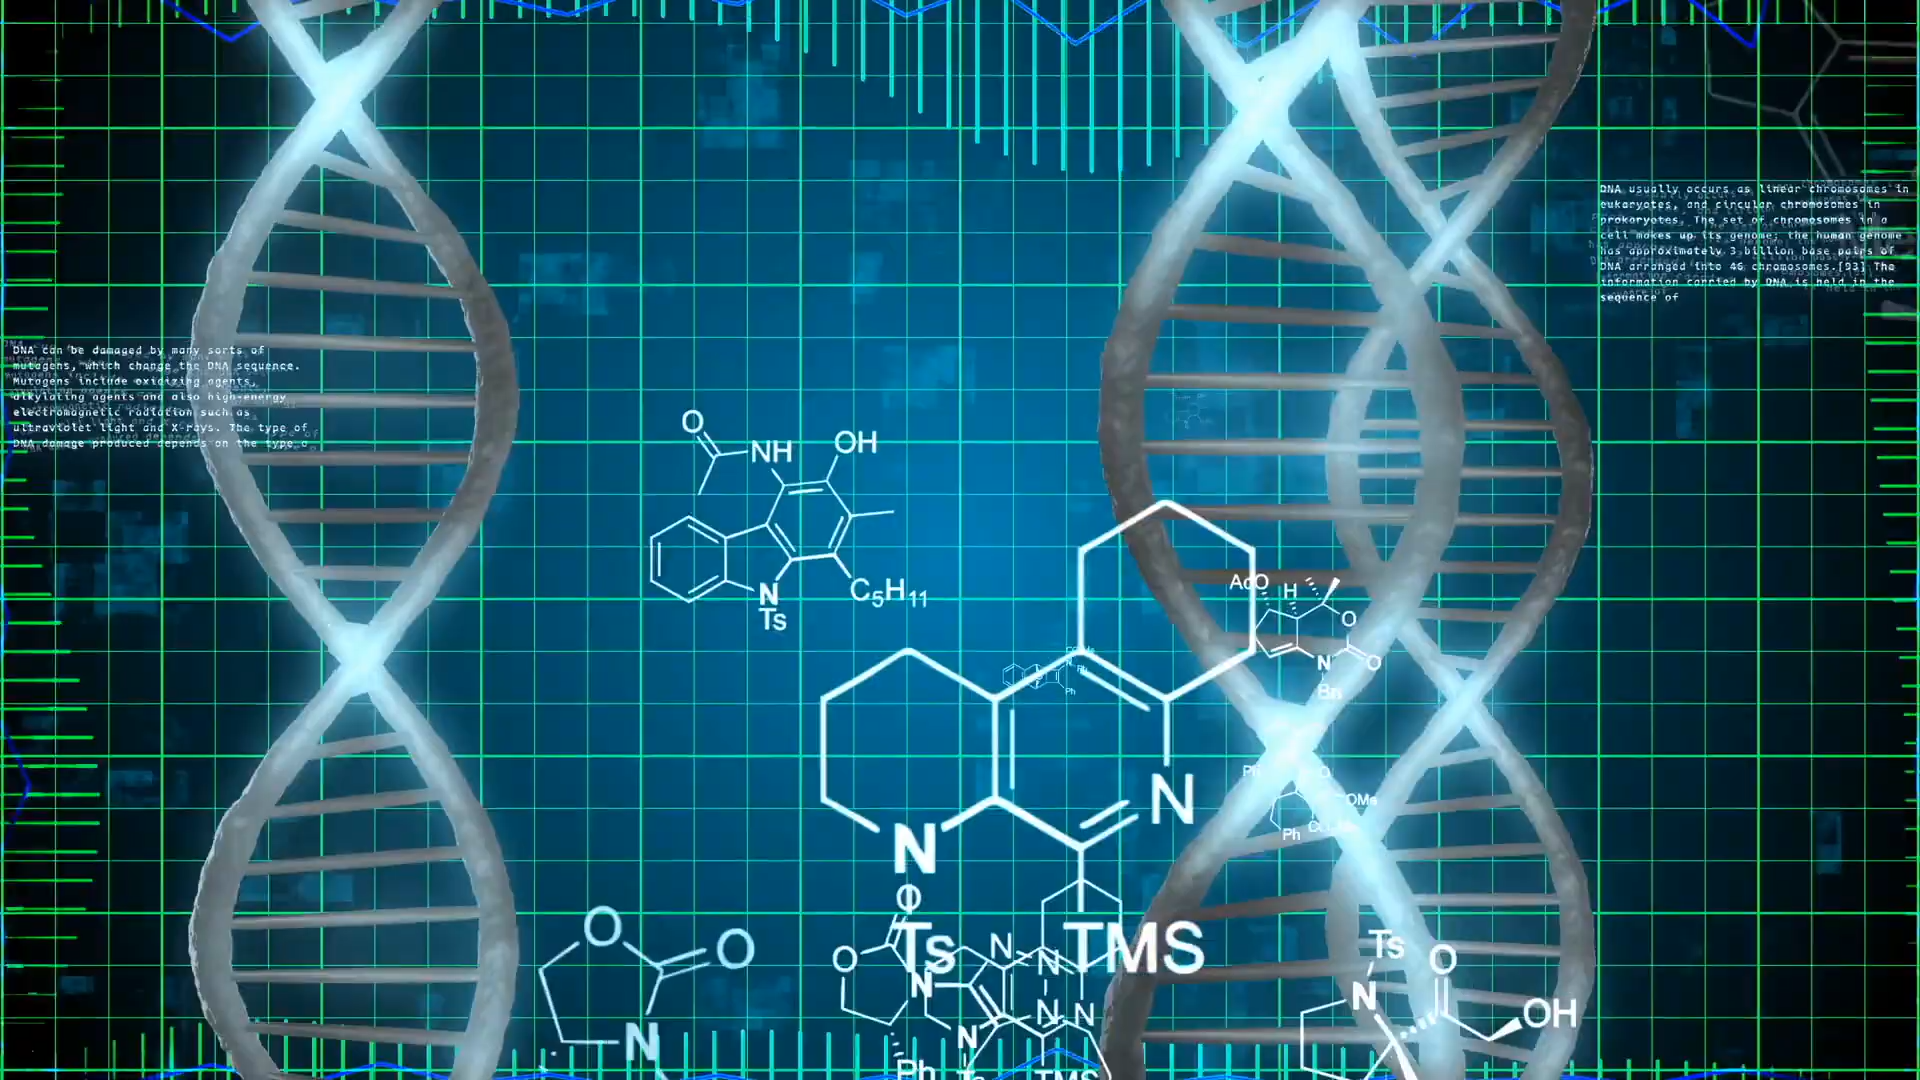 DNA usually occurs as linear chromosomes in
eukaryotes, and circular chromosomes in
prokaryotes. The set of chromosomes in a
cell makes up its genome; the human genome
has approximately 3 billion base pairs of
DNA arranged into 46 chromosomes.[93] The
information carried by DNA is held in the
sequence of
DNA can be damaged by many sorts of
mutagens, which change the DNA sequence.
Mutagens include oxidizing agents,
alkylating agents and also high-energy
electromagnetic radiation such as
ultraviolet light and X-rays. The type of
DNA damage produced depends on the type o
O
NH
OH
N
Ts
C5H11
AcO
H
O
N
O
Bn
Ph
O
OMe
Ph
N
N
Ts
TMS
O
O
N
O
O
N
Ph
N
N
N
N
N
Ts
TMS
Ts
N
O
OH